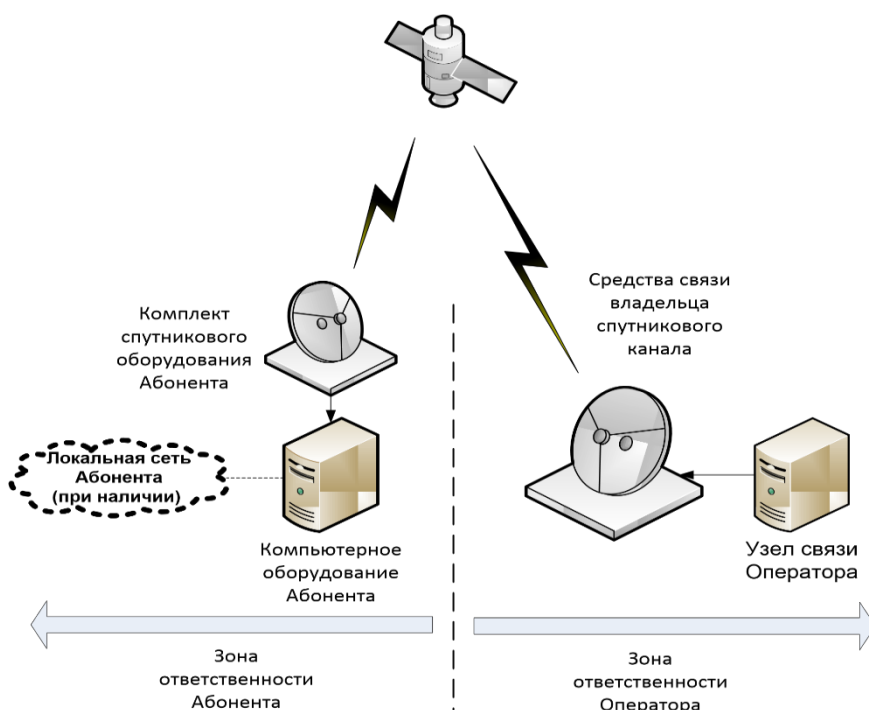 Комплект
спутникового
оборудования
Абонента
Средства связи
владельца
спутникового
канала
Локальная сеть
Абонента
(при наличии)
Компьютерное
оборудование
Абонента
Узел связи
Оператора
Зона
ответственности
Абонента
Зона
ответственности
Оператора